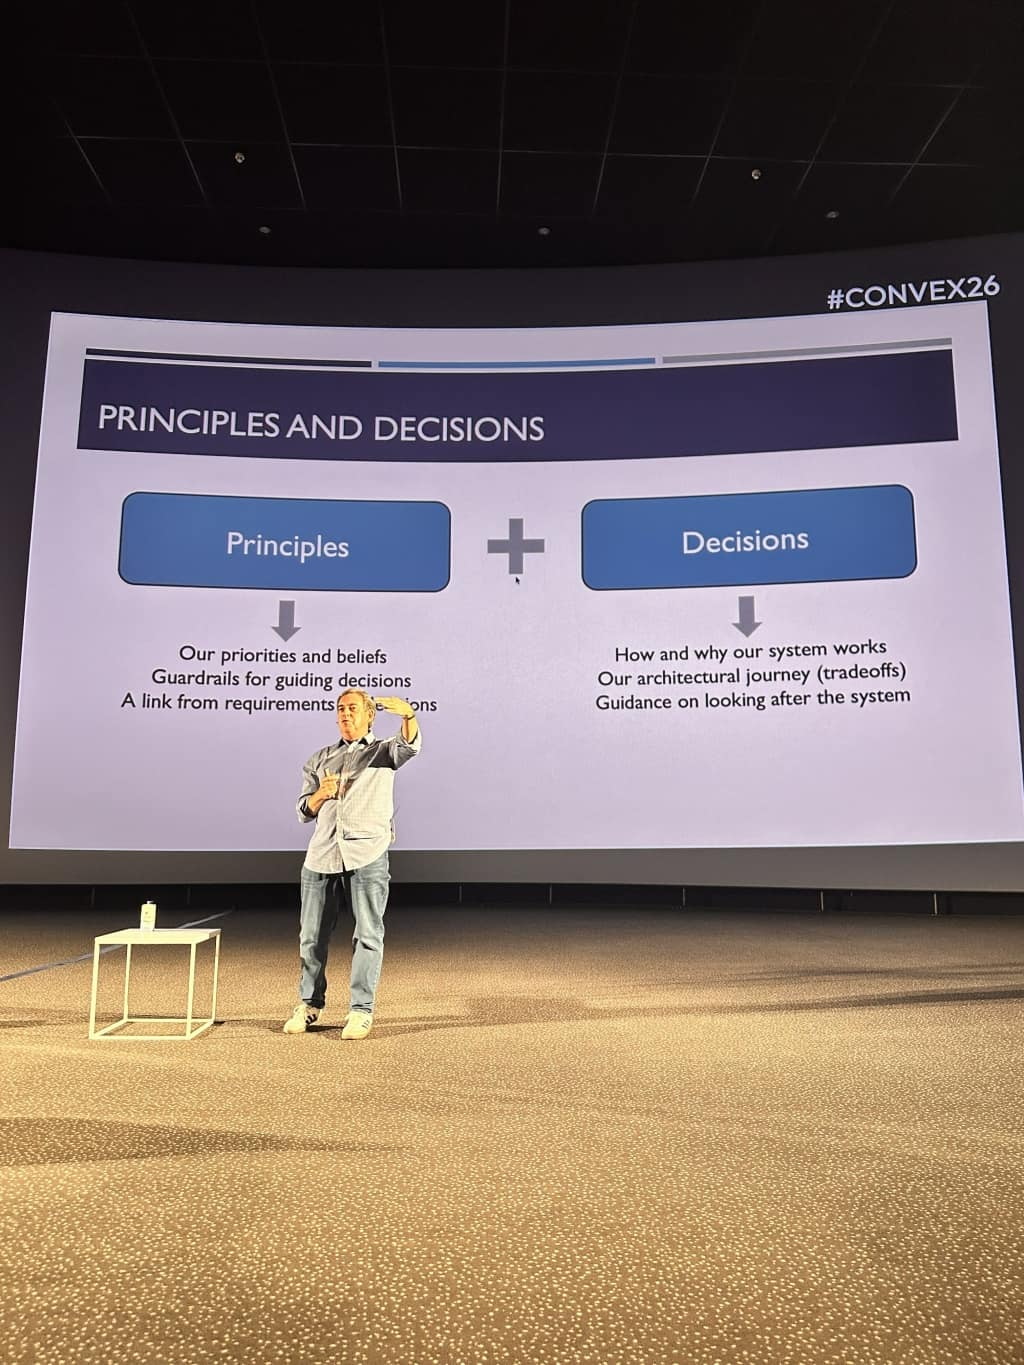 #CONVEX26
PRINCIPLES AND DECISIONS
Principles
Decisions
Our priorities and beliefs
Guardrails for guiding decisions
A link from requirements
How and why our system works
Our architectural journey (tradeoffs)
Guidance on looking after the system